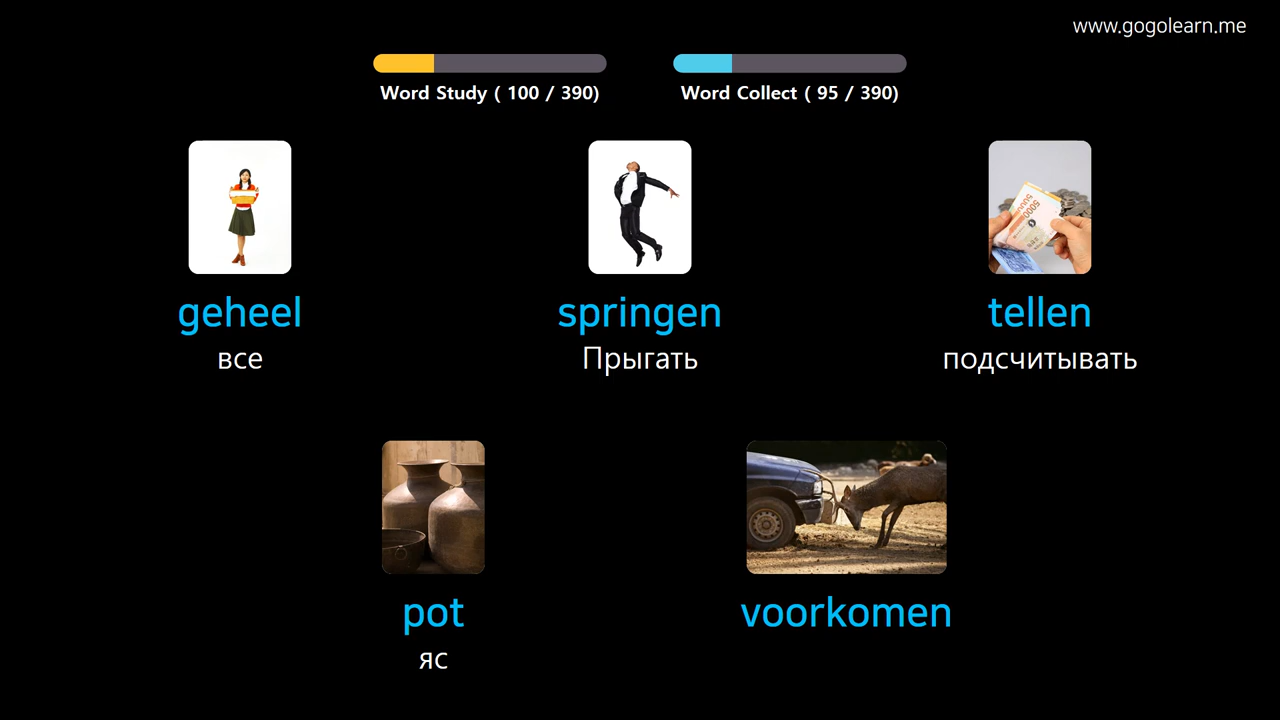 www.gogolearn.me
Word Study ( 100 / 390)
Word Collect ( 95 / 390)
geheel
springen
tellen
все
Прыгать
подсчитывать
pot
voorkomen
яс